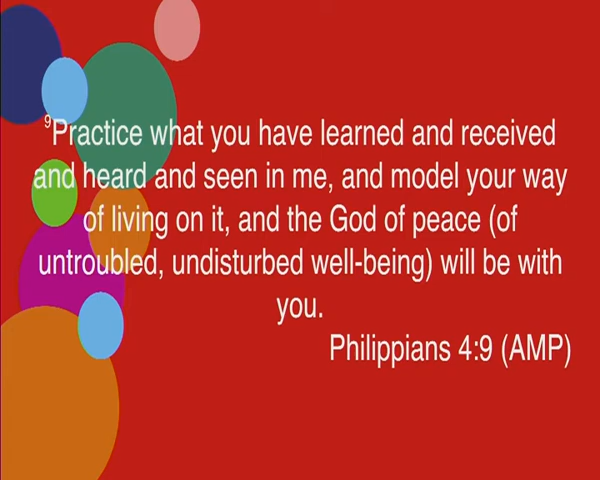 9Practice what you have learned and received
and heard and seen in me, and model your way
of living on it, and the God of peace (of
untroubled, undisturbed well-being) will be with
you.
Philippians 4:9 (AMP)